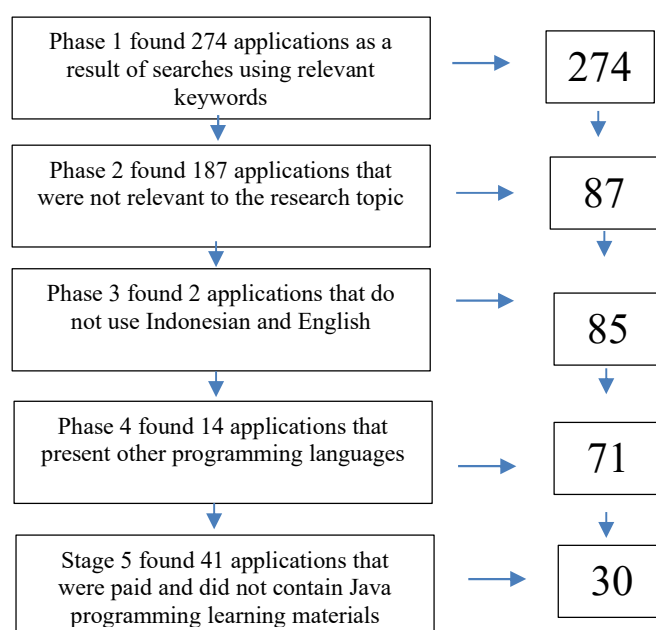 Phase 1 found 274 applications as a
result of searches using relevant
keywords
274
Phase 2 found 187 applications that
were not relevant to the research topic
87
Phase 3 found 2 applications that do
not use Indonesian and English
85
Phase 4 found 14 applications that
present other programming languages
71
Stage 5 found 41 applications that
were paid and did not contain Java
programming learning materials
30